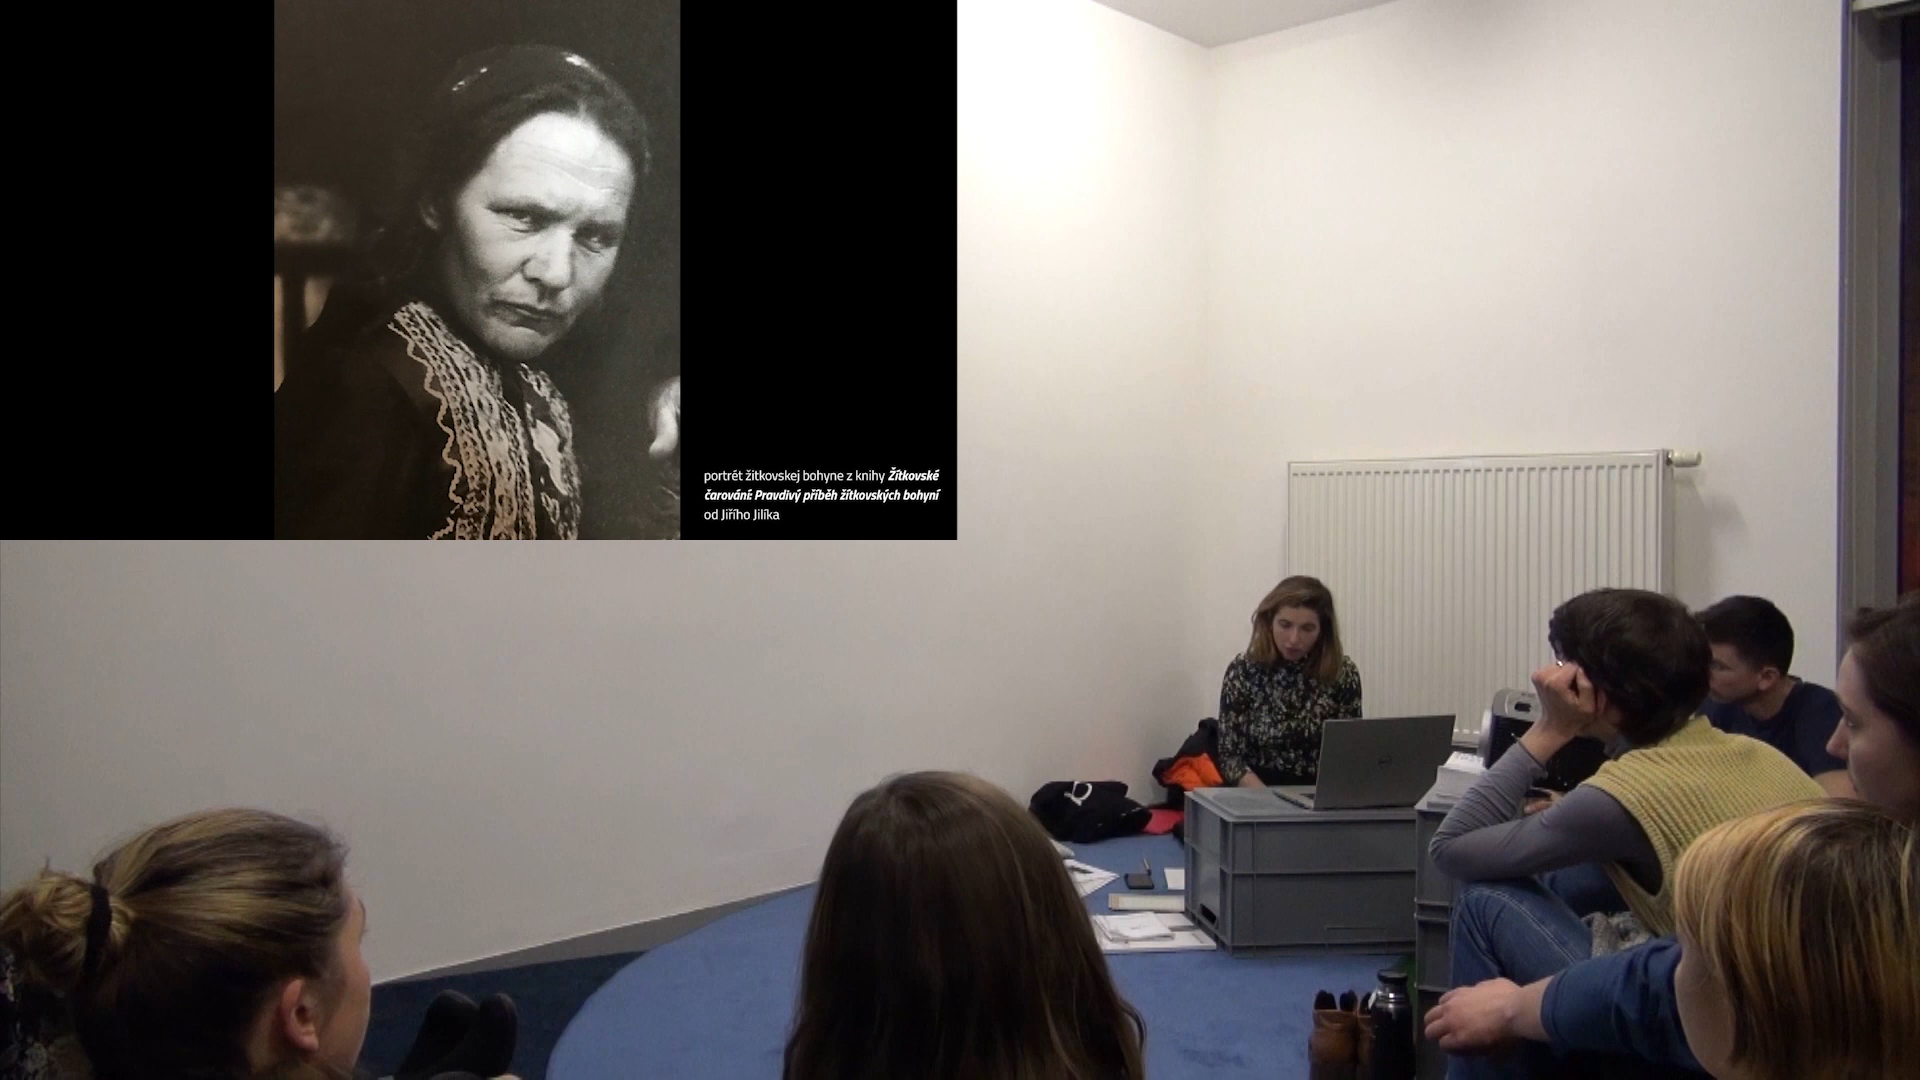 portrét žitkovskej bohyne z knihy Žítkovské
čarování: Pravdivý příběh žítkovských bohyní
od Jiřího Jilíka